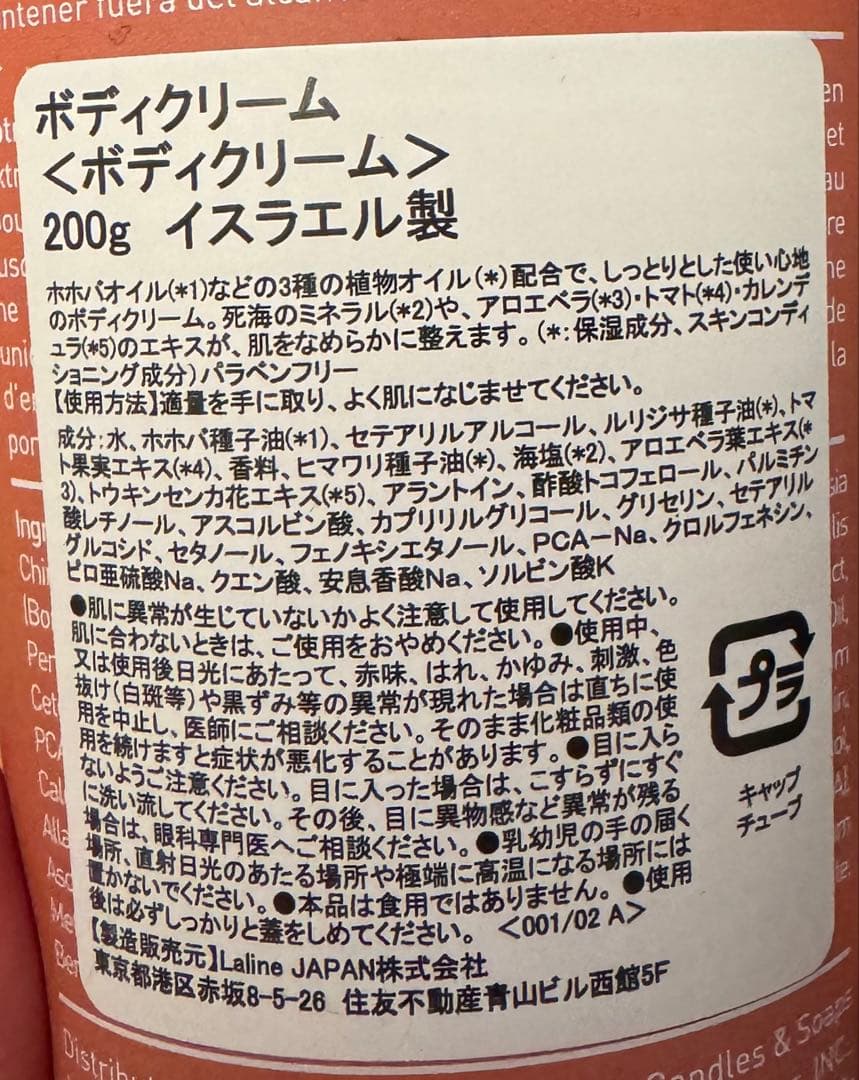 ntener fuera del alcan
ボディクリーム
<ボディクリーム>
200g イスラエル製
ホホバオイル(*1)などの3種の植物オイル(*)配合で、しっとりとした使い心地
のボディクリーム。死海のミネラル(*2)や、アロエベラ(*3)・トマト(*4)・カレンデ
ュラ(*5)のエキスが、肌をなめらかに整えます。(*:保湿成分、スキンコンディ
ショニング成分)パラベンフリー
【使用方法】適量を手に取り、よく肌になじませてください。
成分:水、ホホバ種子油(*1)、セテアリルアルコール、ルリジサ種子油(*)、トマ
ト果実エキス(*4)、香料、ヒマワリ種子油(*)、海塩(*2)、アロエベラ葉エキス(*
3)、トウキンセンカ花エキス(*5)、アラントイン、酢酸トコフェロール、パルミチン
酸レチノール、アスコルビン酸、カプリリルグリコール、グリセリン、セテアリル
グルコシド、セタノール、フェノキシエタノール、PCA-Na、クロルフェネシン、
ピロ亜硫酸Na、クエン酸、安息香酸Na、ソルビン酸K
●肌に異常が生じていないかよく注意して使用してください。
肌に合わないときは、ご使用をおやめください。●使用中、
又は使用後日光にあたって、赤味、はれ、かゆみ、刺激、色
抜け(白斑等)や黒ずみ等の異常が現れた場合は直ちに使
用を中止し、医師にご相談ください。そのまま化粧品類の使
用を続けますと症状が悪化することがあります。●目に入ら
ないようご注意ください。目に入った場合は、こすらずにすぐ
に洗い流してください。その後、目に異物感など異常が残る
場合は、眼科専門医へご相談ください。●乳幼児の手の届く
場所、直射日光のあたる場所や極端に高温になる場所には
置かないでください。●本品は食用ではありません。●使用
後は必ずしっかりと蓋をしめてください。 <001/02 A>
プラ
キャップ
チューブ
【製造販売元】Laline JAPAN株式会社
東京都港区赤坂8-5-26 住友不動産青山ビル西館5F
Distrib
andles & Soaps
INC.